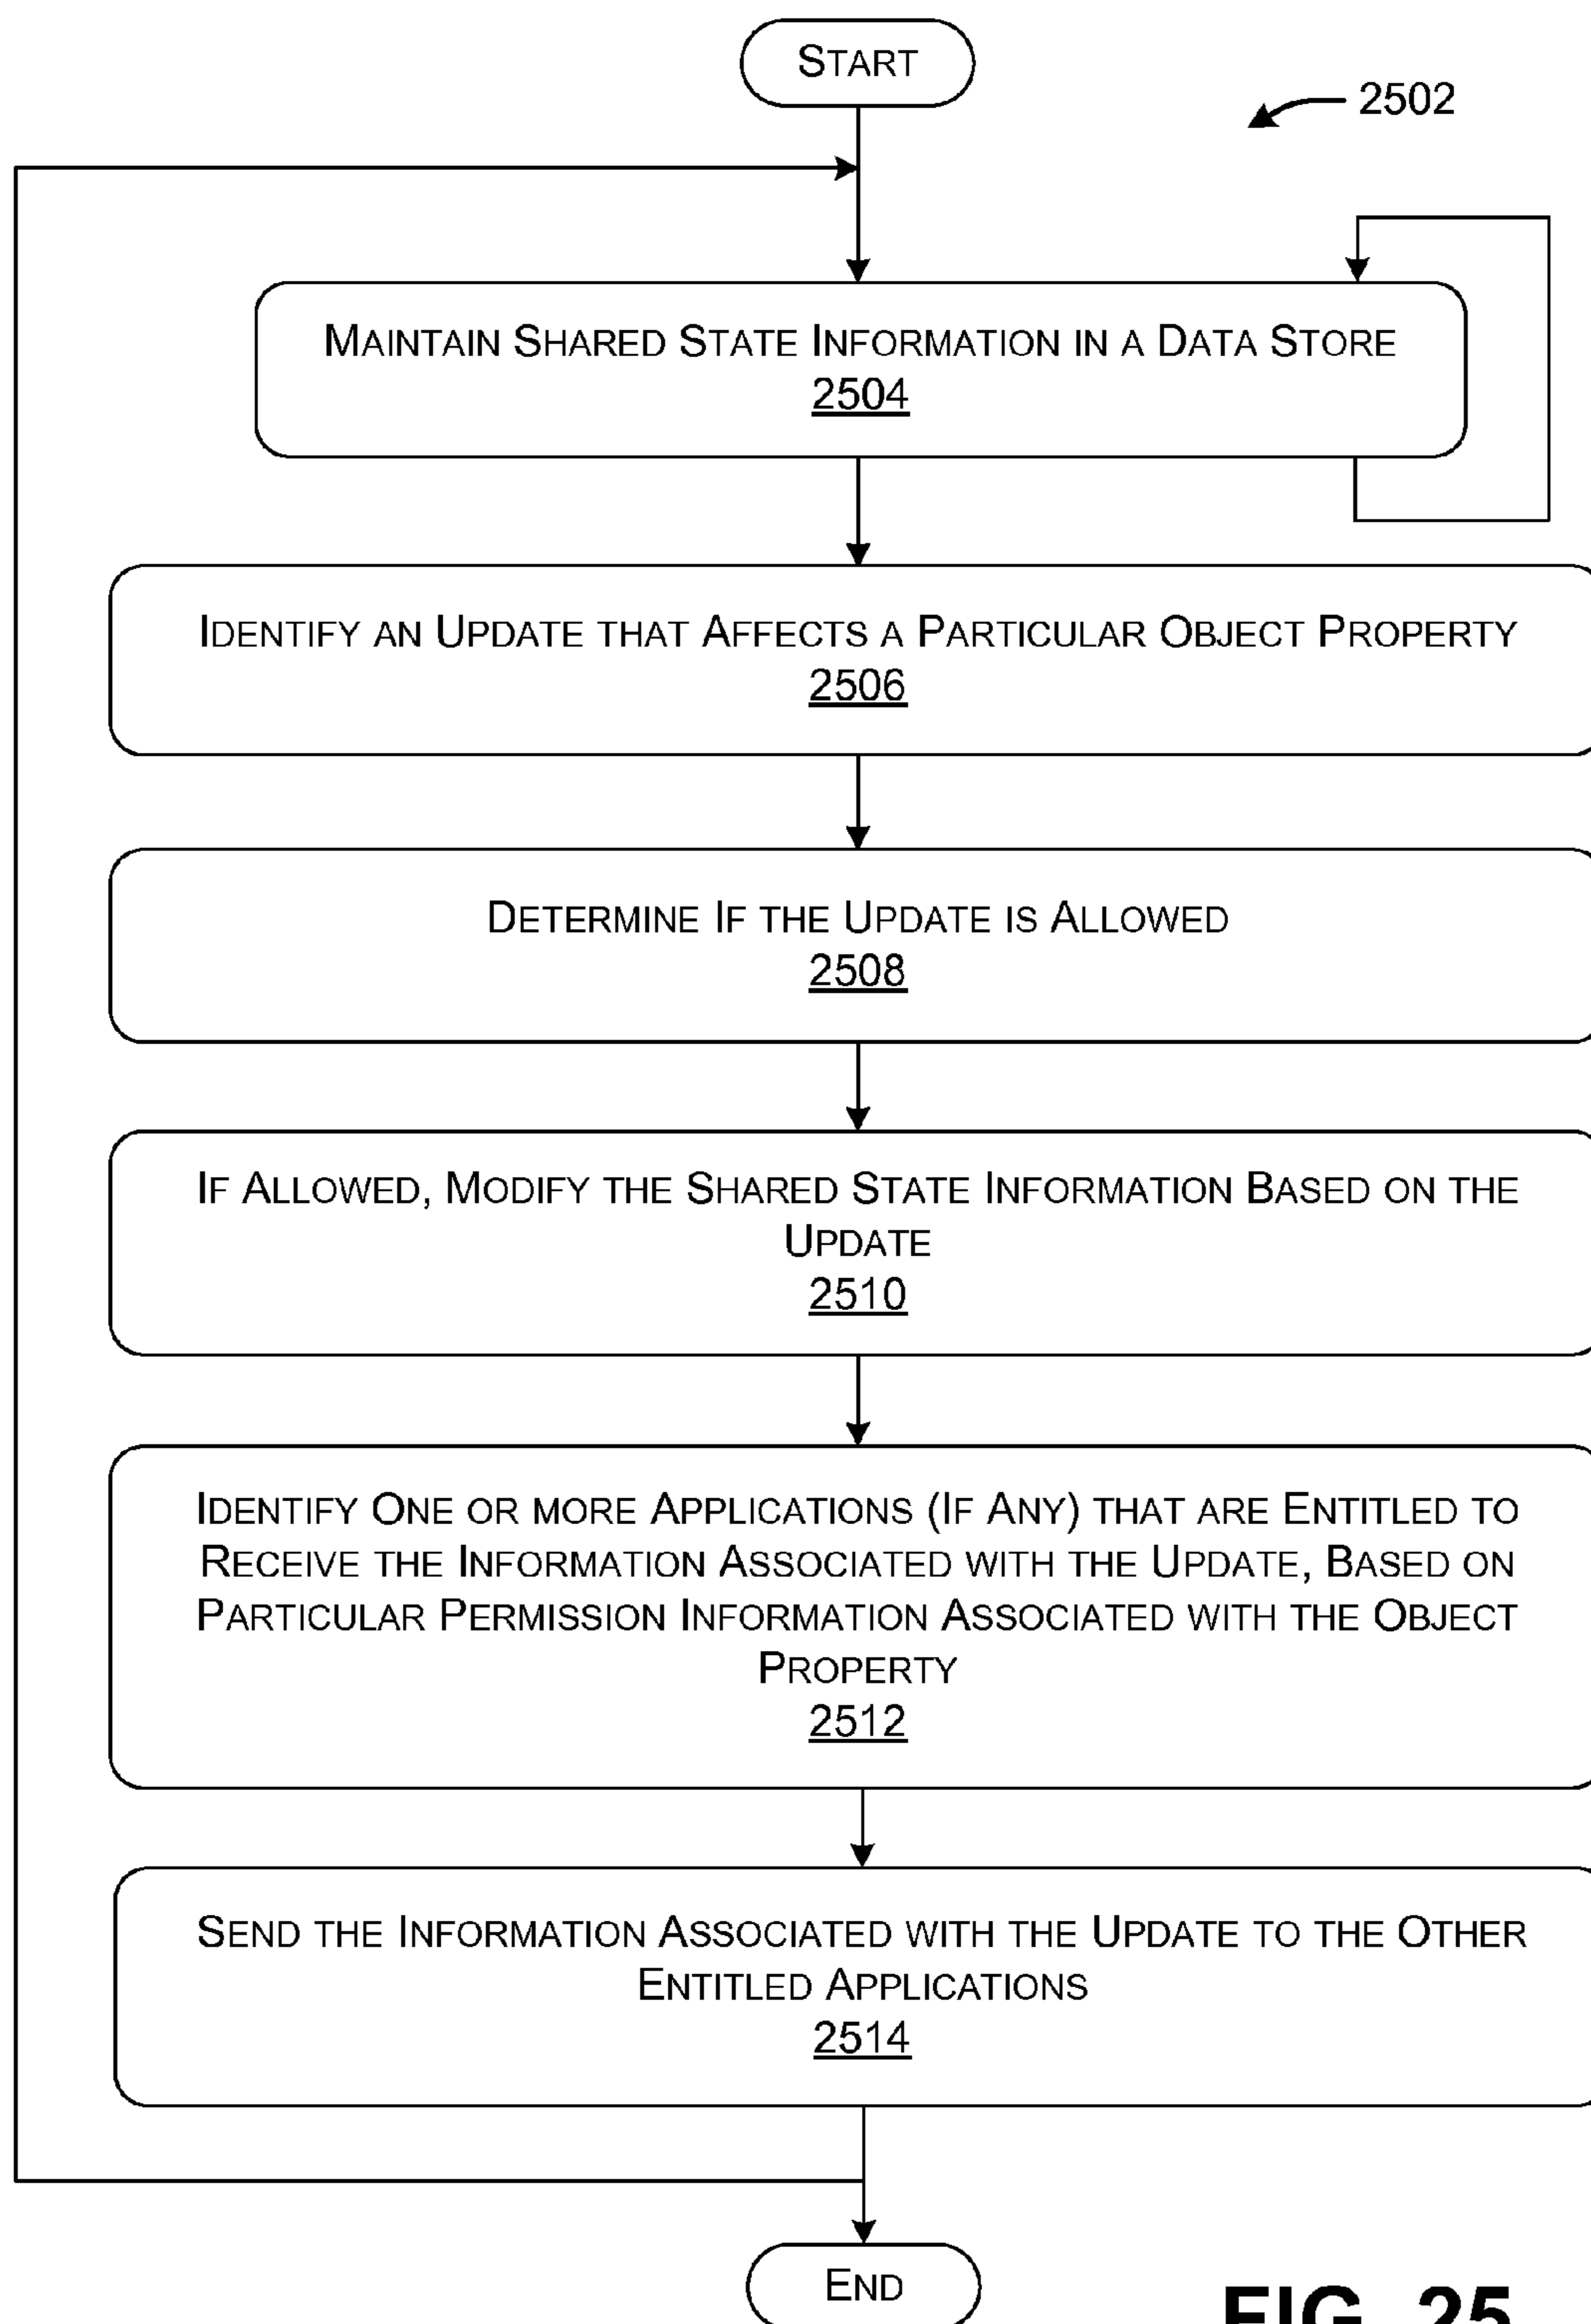 START
2502
MAINTAIN SHARED STATE INFORMATION IN A DATA STORE
2504
IDENTIFY AN UPDATE THAT AFFECTS A PARTICULAR OBJECT PROPERTY
2506
DETERMINE IF THE UPDATE IS ALLOWED
2508
IF ALLOWED, MODIFY THE SHARED STATE INFORMATION BASED ON THE
UPDATE
2510
IDENTIFY ONE OR MORE APPLICATIONS (IF ANY) THAT ARE ENTITLED TO
RECEIVE THE INFORMATION ASSOCIATED WITH THE UPDATE, BASED ON
PARTICULAR PERMISSION INFORMATION ASSOCIATED WITH THE OBJECT
PROPERTY
2512
SEND THE INFORMATION ASSOCIATED WITH THE UPDATE TO THE OTHER
ENTITLED APPLICATIONS
2514
END
FIG. 25